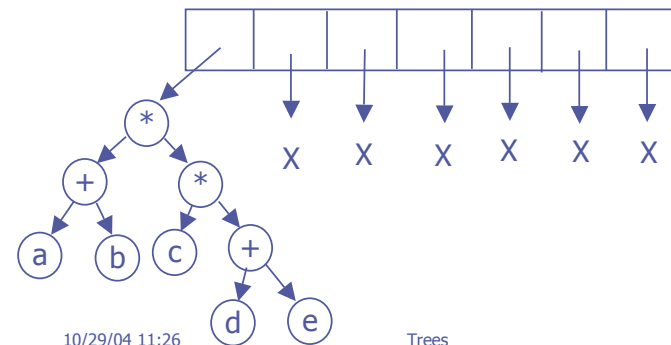 *
X X X X X X
+ *
a b c +
d e
10/29/04 11:26 Trees